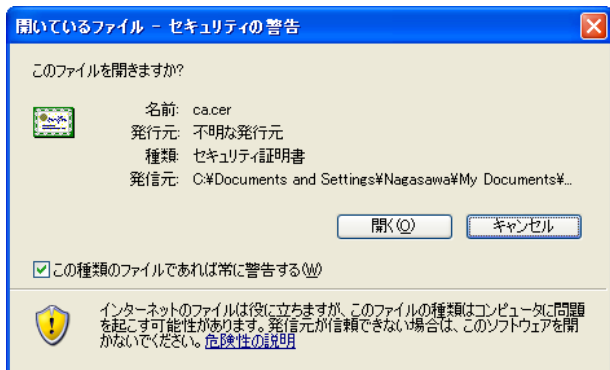 開いているファイル - セキュリティの警告
このファイルを開きますか?
名前: ca.cer
発行元: 不明な発行元
種類: セキュリティ証明書
発信元: C:¥Documents and Settings¥Nagasawa¥My Documents¥...
開く(O)
キャンセル
この種類のファイルであれば常に警告する(W)
インターネットのファイルは役に立ちますが、このファイルの種類はコンピュータに問題
を起こす可能性があります。発信元が信頼できない場合は、このソフトウェアを開
かないでください。危険性の説明